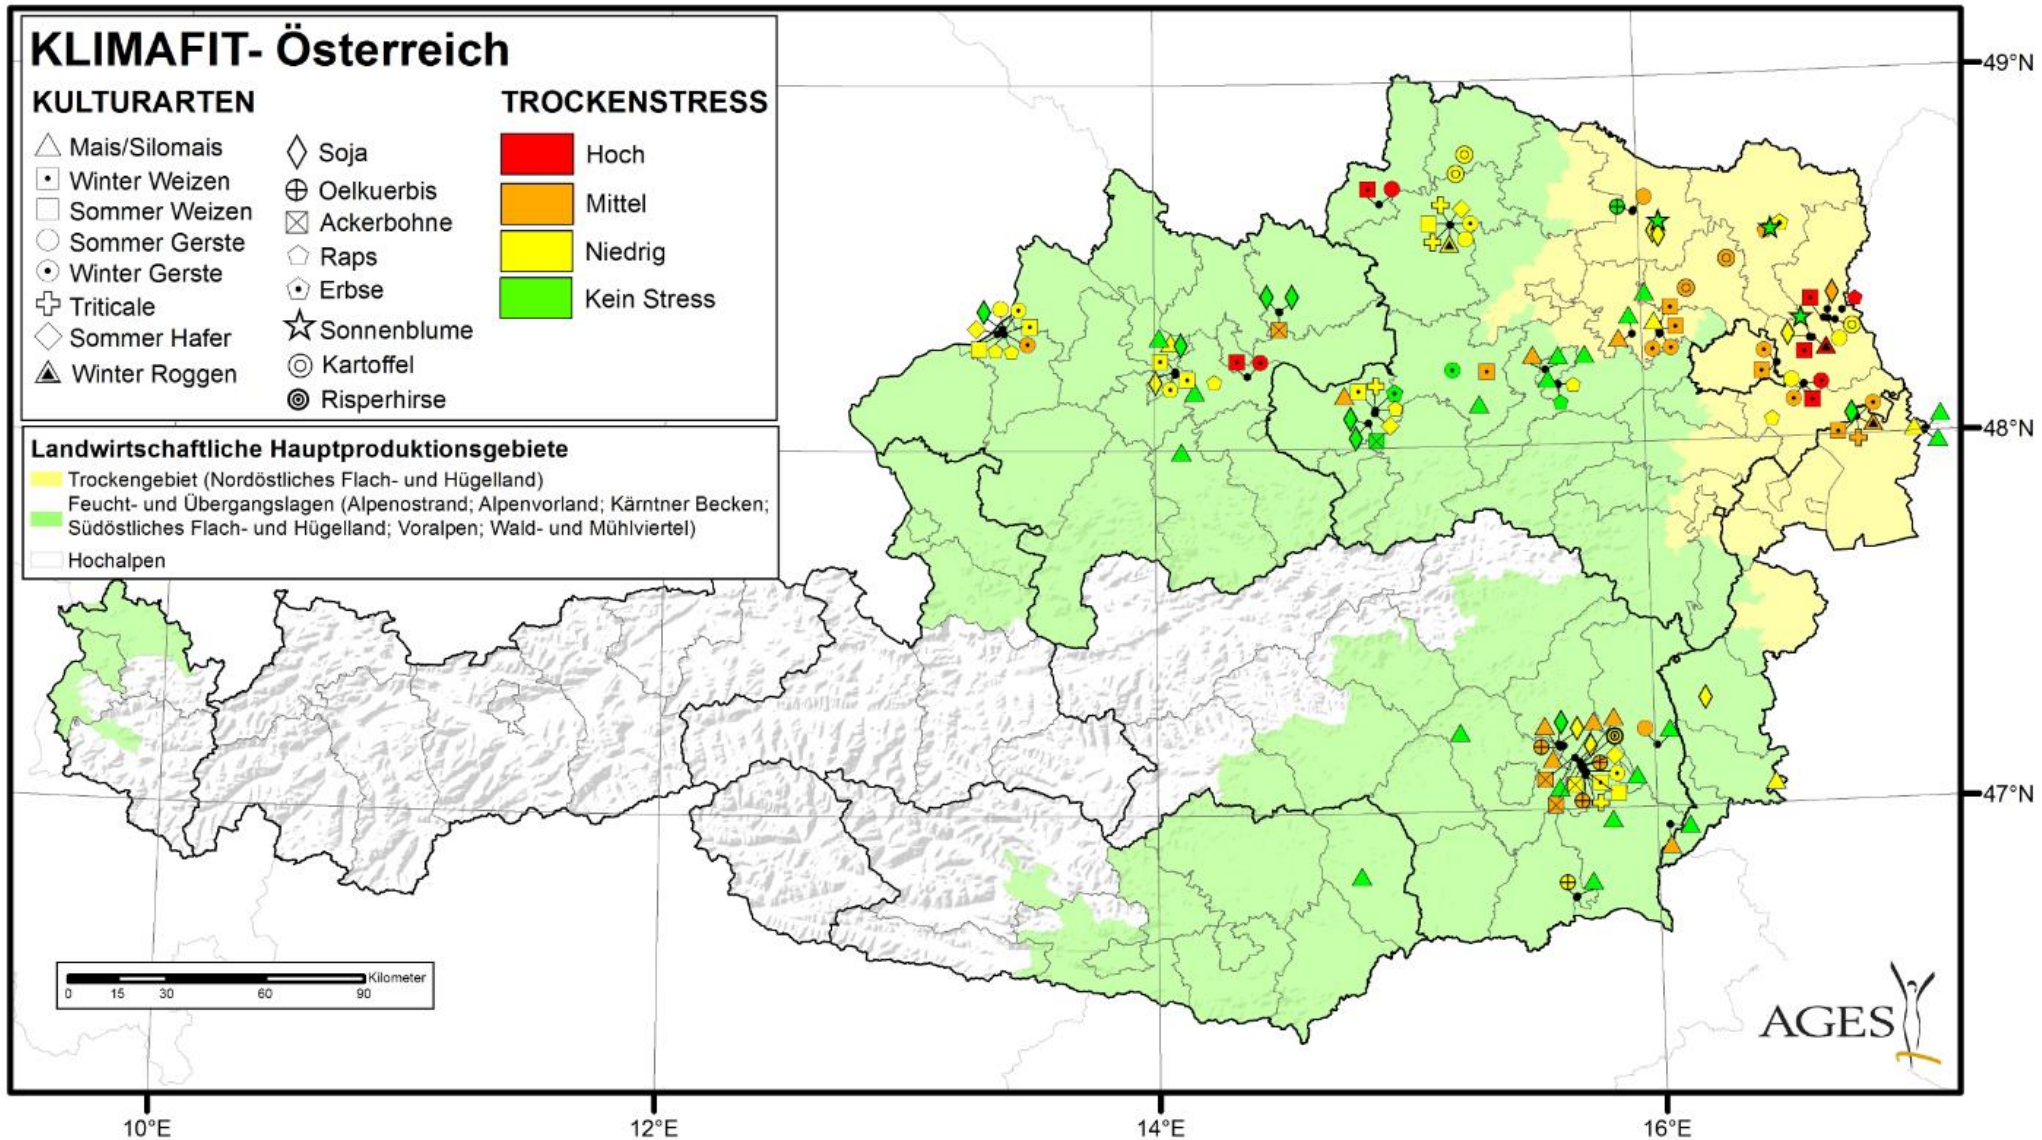 KLIMAFIT- Österreich
KULTURARTEN
Mais/Silomais
Winter Weizen
Sommer Weizen
Sommer Gerste
Winter Gerste
Triticale
Sommer Hafer
Winter Roggen
Soja
Oelkuerbis
Ackerbohne
Raps
Erbse
Sonnenblume
Kartoffel
Risperhirse
TROCKENSTRESS
Hoch
Mittel
Niedrig
Kein Stress
Landwirtschaftliche Hauptproduktionsgebiete
Trockengebiet (Nordöstliches Flach- und Hügelland)
Feucht- und Übergangslagen (Alpenostrand; Alpenvorland; Kärntner Becken;
Südöstliches Flach- und Hügelland; Voralpen; Wald- und Mühlviertel)
Hochalpen
49°N
48°N
47°N
Kilometer
0 15 30 60 90
AGES
10°E 12°E 14°E 16°E